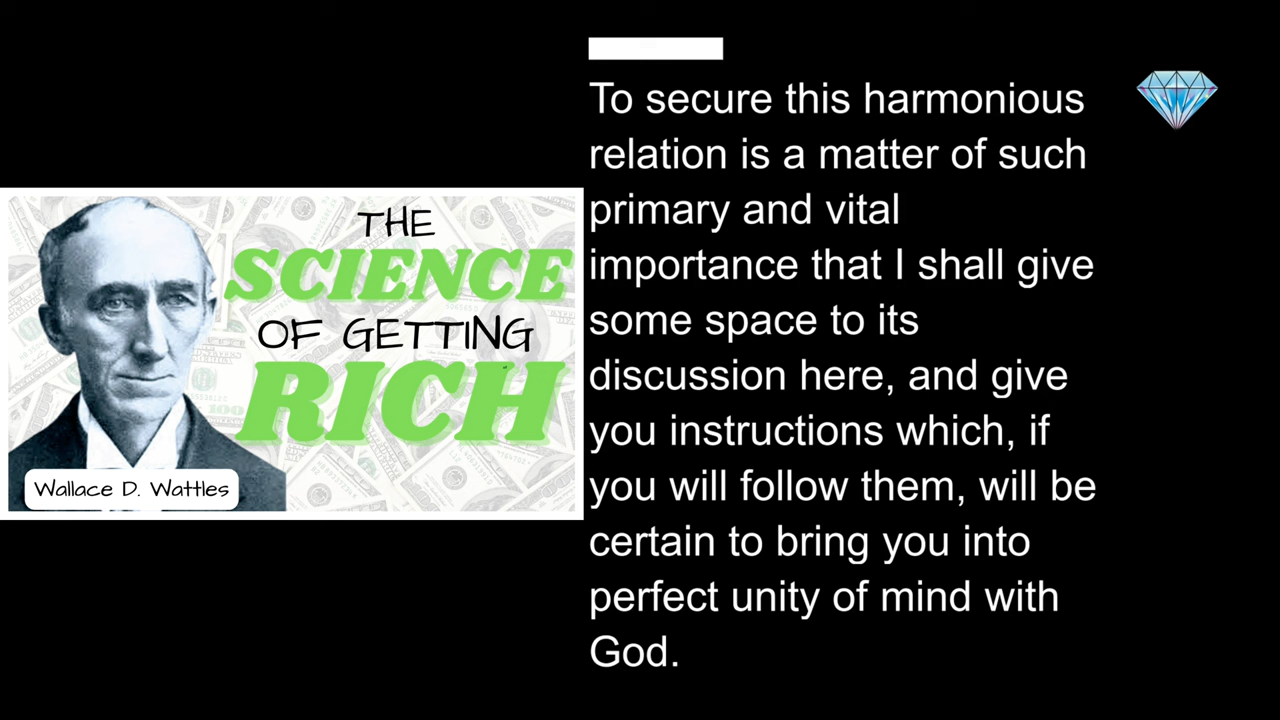 THE
SCIENCE
OF GETTING
RICH
Wallace D. Wattles
To secure this harmonious
relation is a matter of such
primary and vital
importance that I shall give
some space to its
discussion here, and give
you instructions which, if
you will follow them, will be
certain to bring you into
perfect unity of mind with
God.